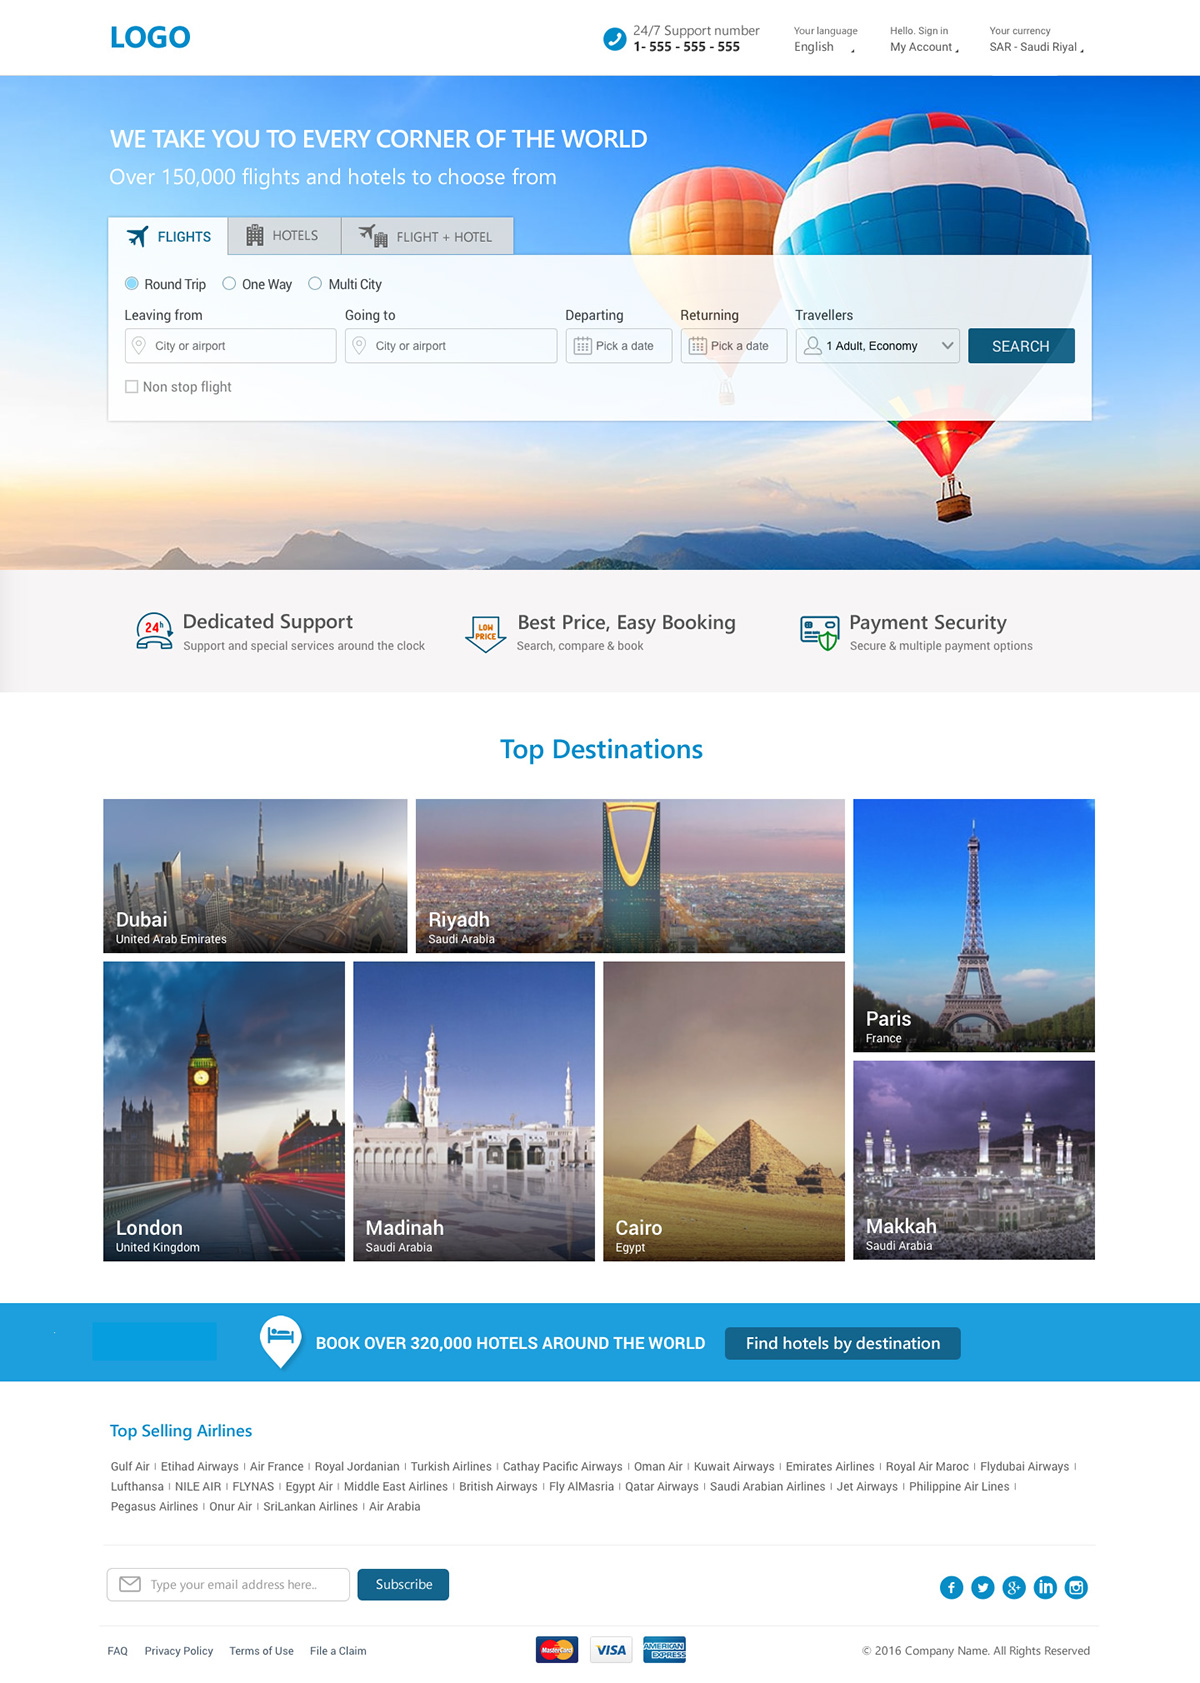 LOGO
24/7 Support number
1- 555 - 555 - 555
Your language
English
Hello. Sign in
My Account
Your currency
SAR - Saudi Riyal
WE TAKE YOU TO EVERY CORNER OF THE WORLD
Over 150,000 flights and hotels to choose from
FLIGHTS
HOTELS
FLIGHT + HOTEL
Round Trip
One Way
Multi City
Leaving from
Going to
Departing
Returning
Travellers
City or airport
City or airport
Pick a date
Pick a date
1 Adult, Economy
SEARCH
Non stop flight
24h
Dedicated Support
Support and special services around the clock
LOW
PRICE
Best Price, Easy Booking
Search, compare & book
Payment Security
Secure & multiple payment options
Top Destinations
Dubai
United Arab Emirates
Riyadh
Saudi Arabia
Paris
France
London
United Kingdom
Madinah
Saudi Arabia
Cairo
Egypt
Makkah
Saudi Arabia
BOOK OVER 320,000 HOTELS AROUND THE WORLD
Find hotels by destination
Top Selling Airlines
Gulf Air | Etihad Airways | Air France | Royal Jordanian | Turkish Airlines | Cathay Pacific Airways | Oman Air | Kuwait Airways | Emirates Airlines | Royal Air Maroc | Flydubai Airways |
Lufthansa | NILE AIR | FLYNAS | Egypt Air | Middle East Airlines | British Airways | Fly AlMasria | Qatar Airways | Saudi Arabian Airlines | Jet Airways | Philippine Air Lines |
Pegasus Airlines | Onur Air | SriLankan Airlines | Air Arabia
Type your email address here..
Subscribe
f
g+
in
FAQ
Privacy Policy
Terms of Use
File a Claim
MasterCard
VISA
AMERICAN
EXPRESS
© 2016 Company Name. All Rights Reserved